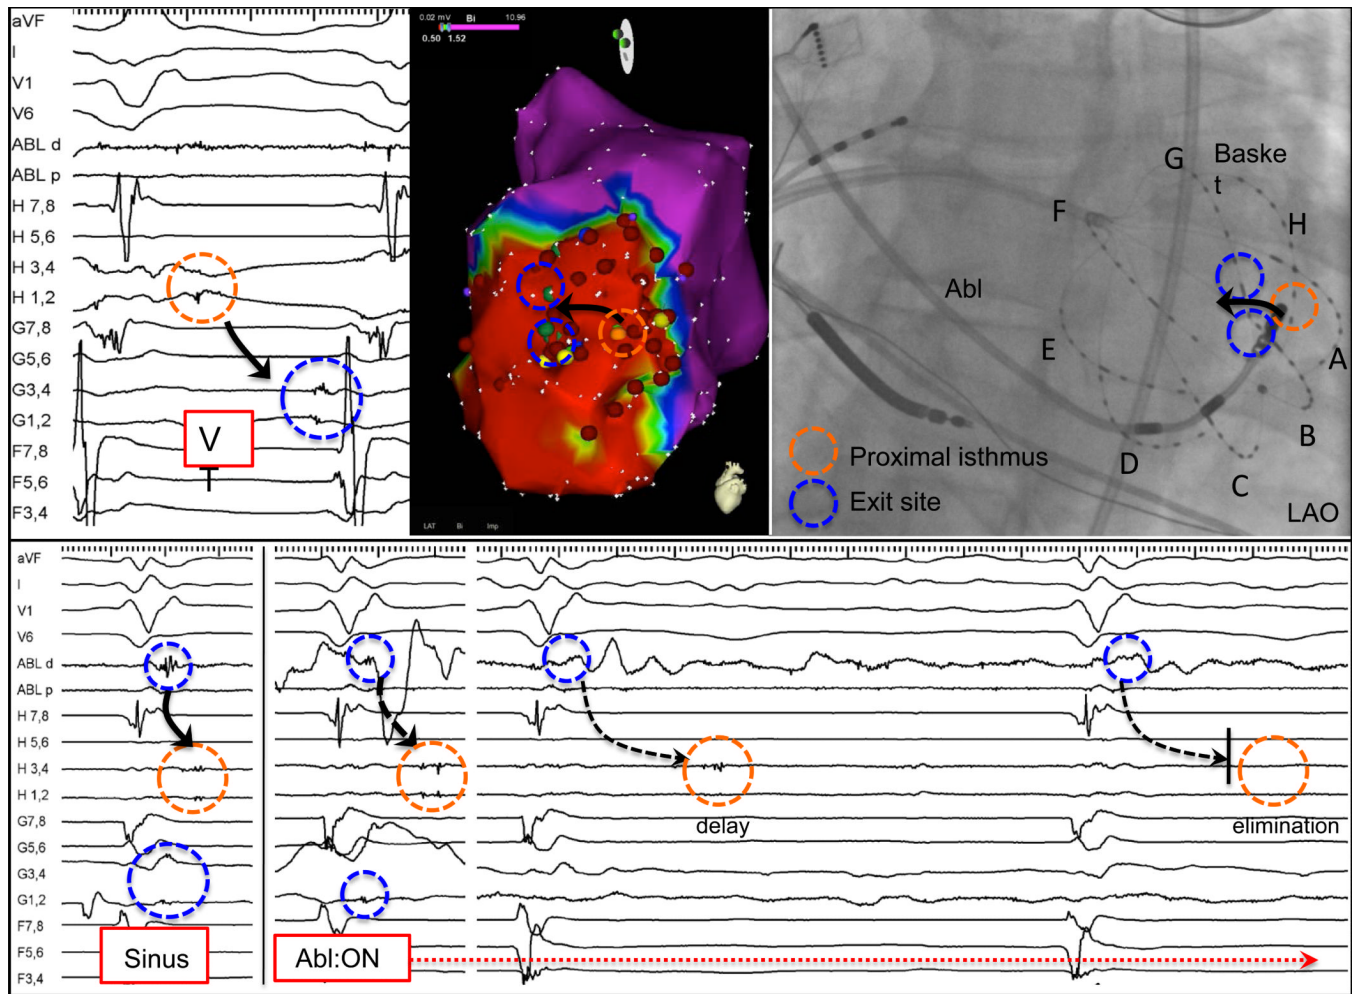 aVF
I
V1
V6
ABL d
ABL p
H 7,8
H 5,6
H 3,4
H 1,2
G7,8
G5,6
G3,4
G1,2
F7,8
F5,6
F3,4
V
T
0.02 mV Bi 10.96
0.50 1.52
LAT Bi Imp
G
Baske
t
F
H
Abl
E
A
B
D
C
Proximal isthmus
Exit site
LAO
aVF
I
V1
V6
ABL d
ABL p
H 7,8
H 5,6
H 3,4
H 1,2
G7,8
G5,6
G3,4
G1,2
F7,8
F5,6
F3,4
Sinus
Abl:ON
delay
elimination